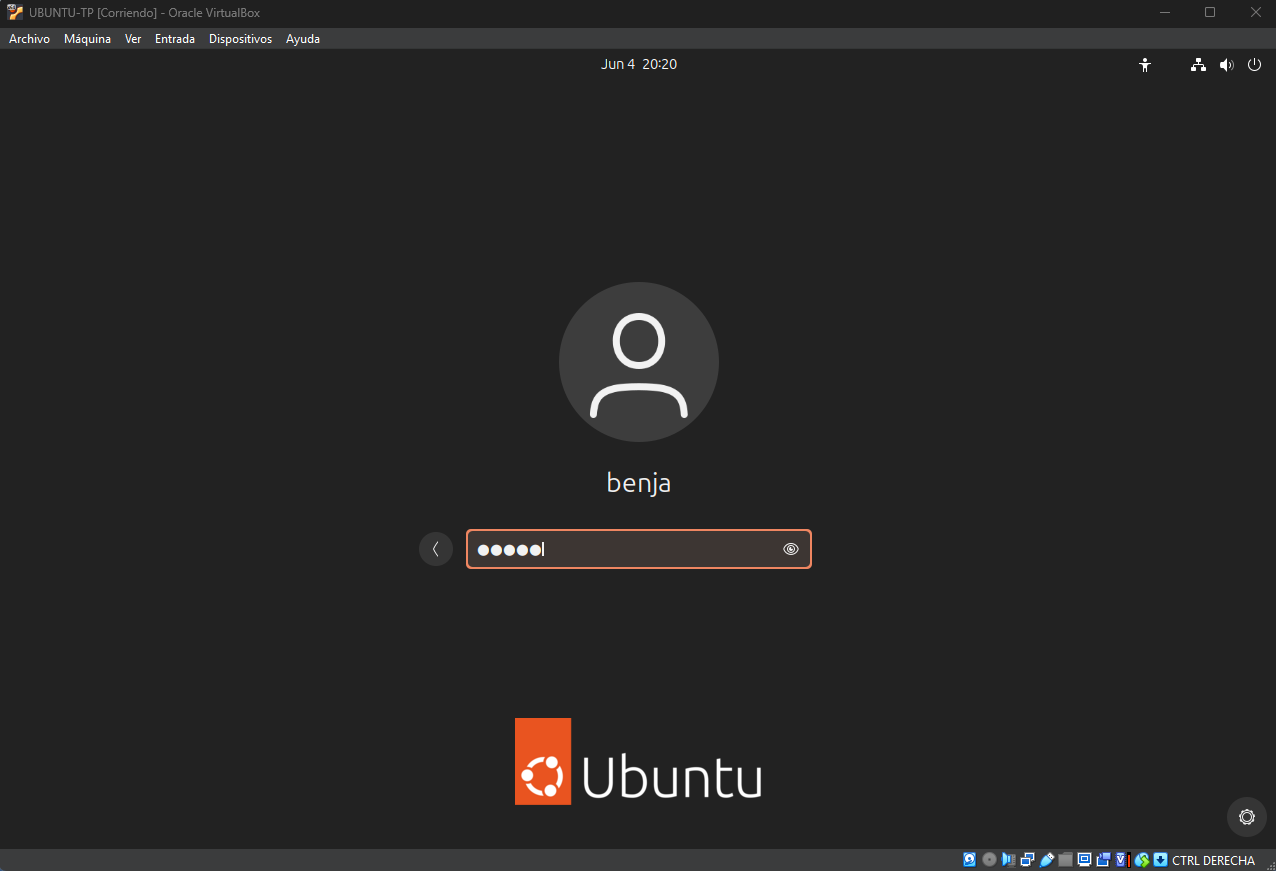 UBUNTU-TP [Corriendo] - Oracle VirtualBox
Archivo Máquina Ver Entrada Dispositivos Ayuda
Jun 4 20:20
benja
●●●●●
Ubuntu
CTRL DERECHA